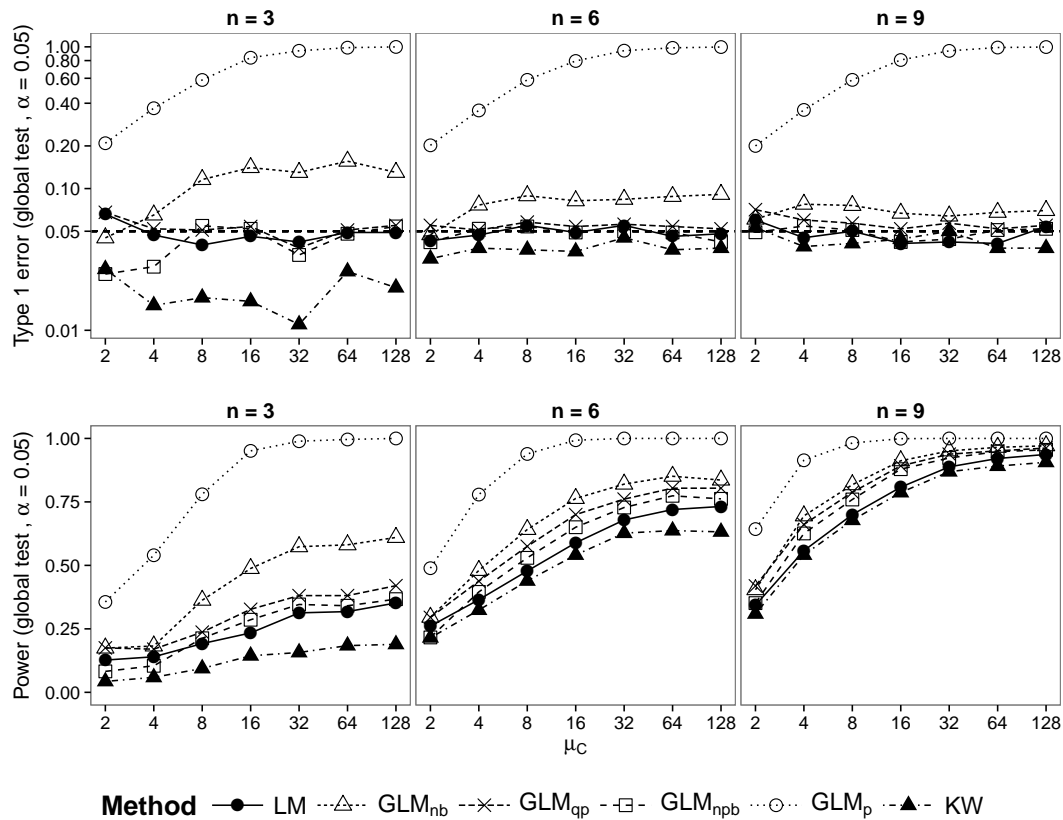 n = 3 n = 6 n = 9
Type 1 error (global test , α = 0.05)
1.00
0.80
0.60
0.40
0.20
0.10
0.05
0.01
2 4 8 16 32 64 128 2 4 8 16 32 64 128 2 4 8 16 32 64 128
n = 3 n = 6 n = 9
Power (global test , α = 0.05)
1.00
0.75
0.50
0.25
0.00
2 4 8 16 32 64 128 2 4 8 16 32 64 128 2 4 8 16 32 64 128
μC
Method LM GLMnb GLMqp GLMnpb GLMp KW